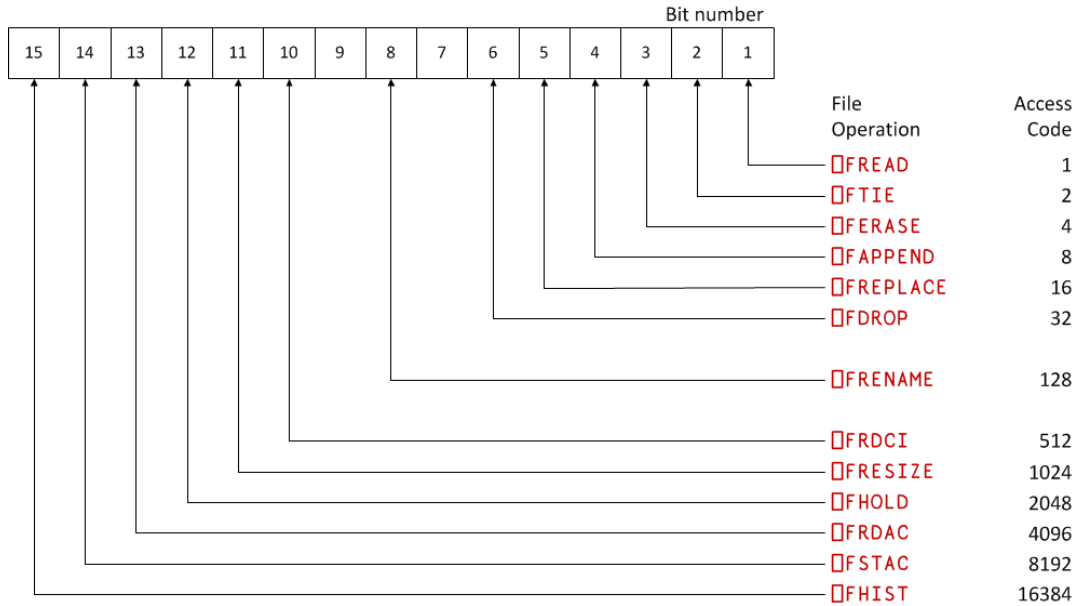 Bit number
15 14 13 12 11 10 9 8 7 6 5 4 3 2 1
File Access
Operation Code
⎕FREAD 1
⎕FTIE 2
⎕FERASE 4
⎕FAPPEND 8
⎕FREPLACE 16
⎕FDROP 32
⎕FRENAME 128
⎕FRDCI 512
⎕FRESIZE 1024
⎕FHOLD 2048
⎕FRDAC 4096
⎕FSTAC 8192
⎕FHIST 16384